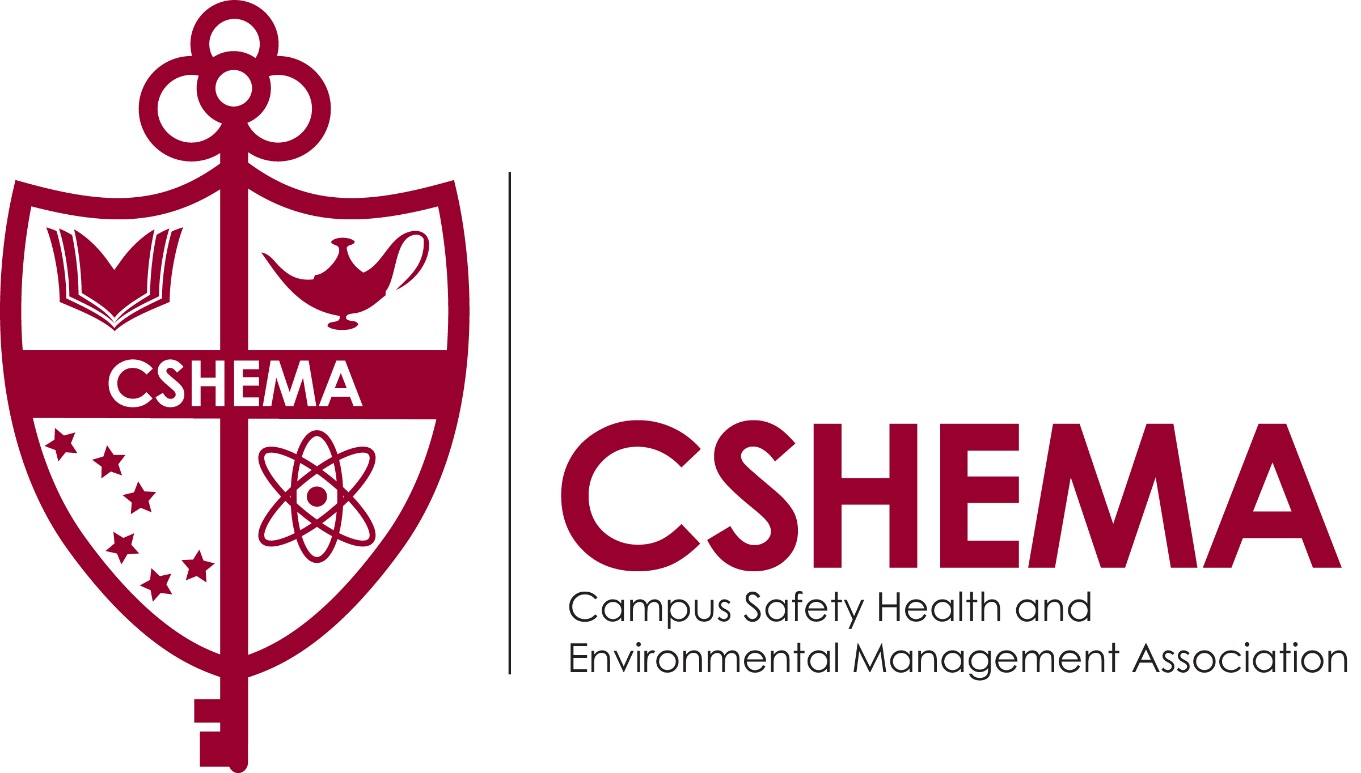 CSHEMA
CSHEMA
Campus Safety Health and
Environmental Management Association